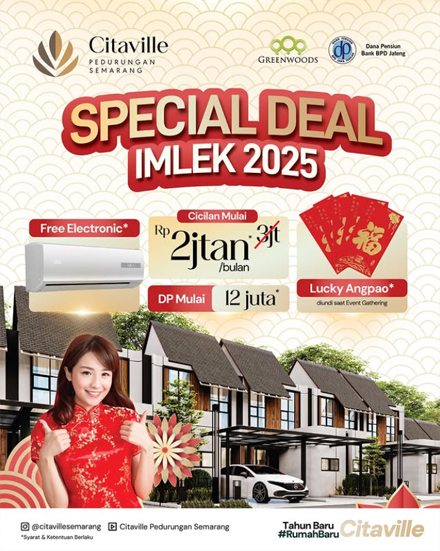 Citaville
PEDURUNGAN
SEMARANG
GREENWOODS
Dana Pensiun
Bank BPD Jateng
SPECIAL DEAL
IMLEK 2025
Free Electronic*
Cicilan Mulai
Rp 2jtan* 3jt
/bulan
DP Mulai 12 juta*
Lucky Angpao*
diundi saat Event Gathering
福
@citavillesemarang Citaville Pedurungan Semarang
*Syarat & Ketentuan Berlaku
Tahun Baru
#RumahBaru
Citaville